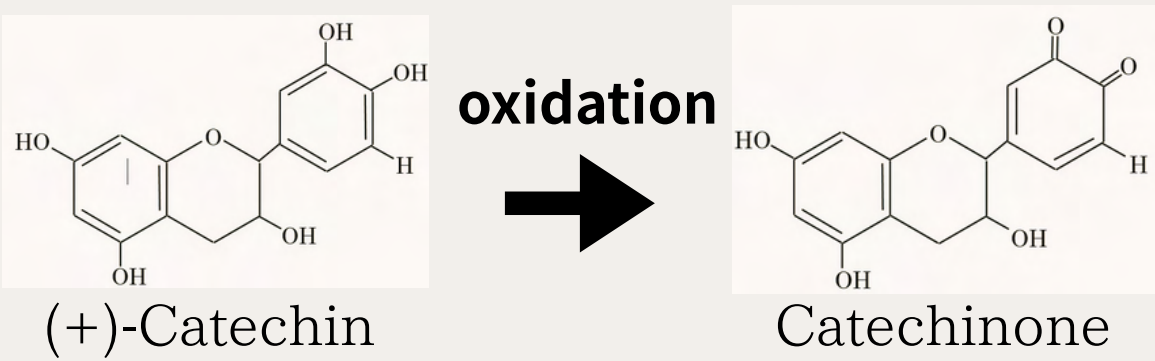 OH
OH
HO
O
H
OH
OH
(+)-Catechin
oxidation
O
O
HO
O
H
OH
OH
Catechinone